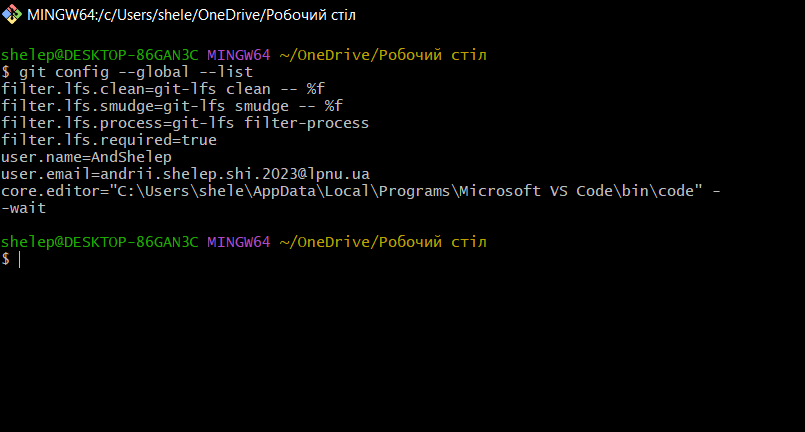 MINGW64:/c/Users/shele/OneDrive/Робочий стіл
shelep@DESKTOP-86GAN3C MINGW64 ~/OneDrive/Робочий стіл
$ git config --global --list
filter.lfs.clean=git-lfs clean -- %f
filter.lfs.smudge=git-lfs smudge -- %f
filter.lfs.process=git-lfs filter-process
filter.lfs.required=true
user.name=AndShelep
user.email=andrii.shelep.shi.2023@lpnu.ua
core.editor="C:\Users\shele\AppData\Local\Programs\Microsoft VS Code\bin\code" -
-wait
shelep@DESKTOP-86GAN3C MINGW64 ~/OneDrive/Робочий стіл
$